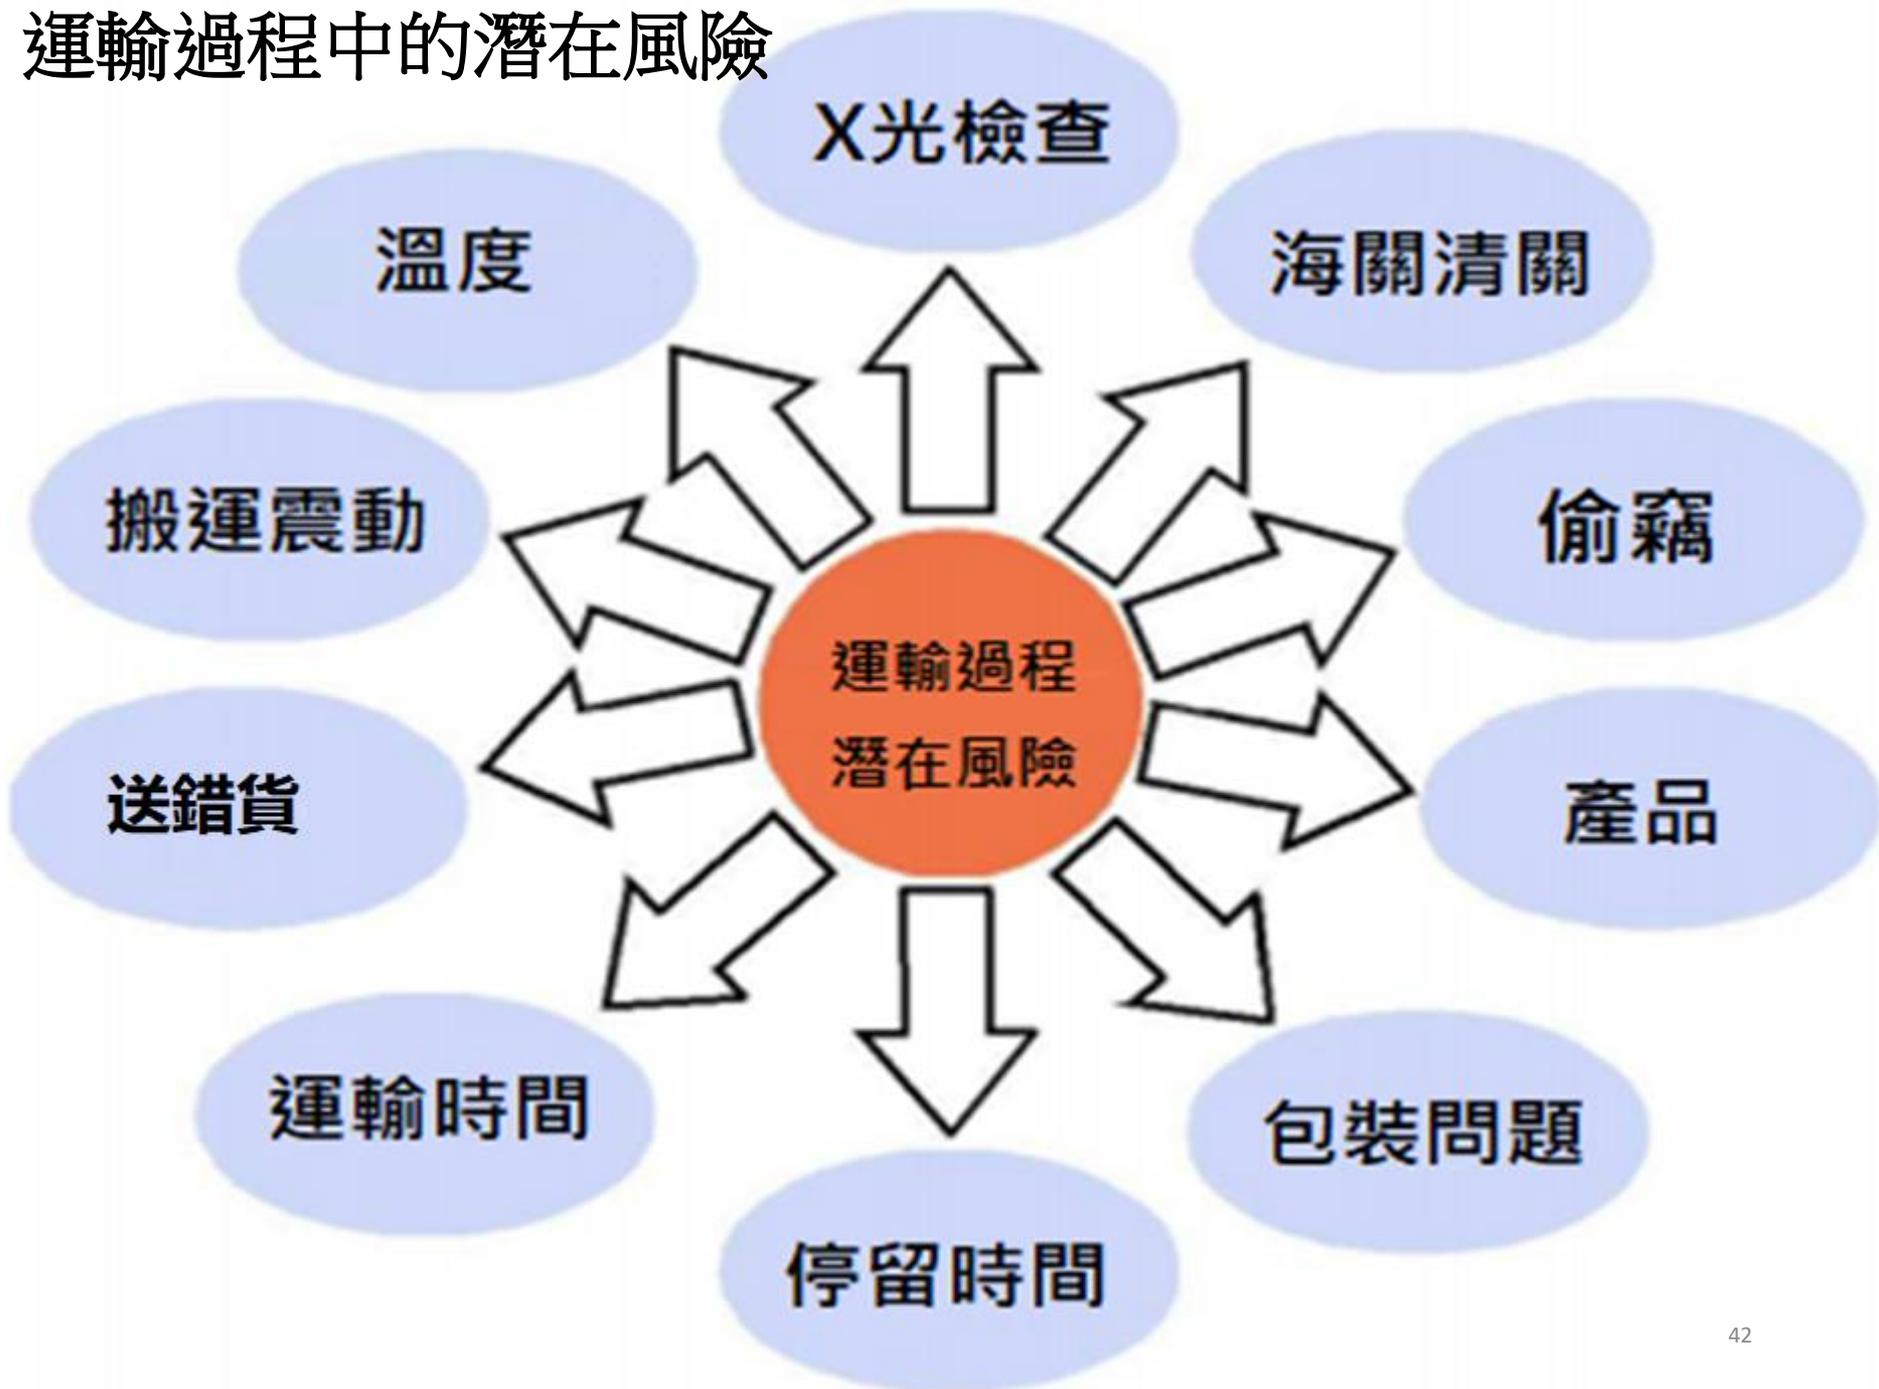 運輸過程中的潛在風險
X光檢查
海關清關
溫度
偷竊
搬運震動
運輸過程
潛在風險
產品
送錯貨
運輸時間
包裝問題
停留時間
42